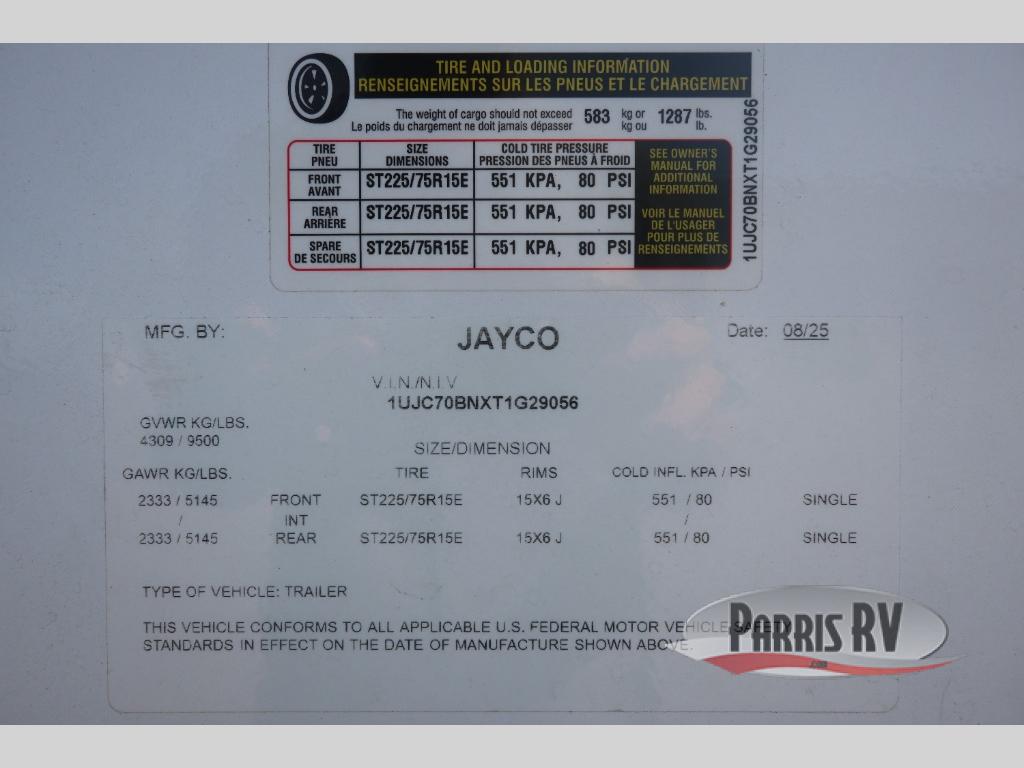 TIRE AND LOADING INFORMATION
RENSEIGNEMENTS SUR LES PNEUS ET LE CHARGEMENT
The weight of cargo should not exceed 583 kg or 1287 lbs.
Le poids du chargement ne doit jamais dépasser kg ou lb.
TIRE PNEU SIZE DIMENSIONS COLD TIRE PRESSURE PRESSION DES PNEUS À FROID
FRONT AVANT ST225/75R15E 551 KPA, 80 PSI
REAR ARRIÈRE ST225/75R15E 551 KPA, 80 PSI
SPARE DE SECOURS ST225/75R15E 551 KPA, 80 PSI
SEE OWNER'S
MANUAL FOR
ADDITIONAL
INFORMATION
VOIR LE MANUEL
DE L'USAGER
POUR PLUS DE
RENSEIGNEMENTS
1UJC70BNXT1G29056
MFG. BY: JAYCO Date: 08/25
V.I.N./N.I.V
1UJC70BNXT1G29056
GVWR KG/LBS.
4309 / 9500
SIZE/DIMENSION
GAWR KG/LBS. TIRE RIMS COLD INFL. KPA / PSI
2333 / 5145 FRONT ST225/75R15E 15X6 J 551 / 80 SINGLE
/ INT /
2333 / 5145 REAR ST225/75R15E 15X6 J 551 / 80 SINGLE
TYPE OF VEHICLE: TRAILER
THIS VEHICLE CONFORMS TO ALL APPLICABLE U.S. FEDERAL MOTOR VEHICLE SAFETY
STANDARDS IN EFFECT ON THE DATE OF MANUFACTURE SHOWN ABOVE.
PARRIS RV
.com